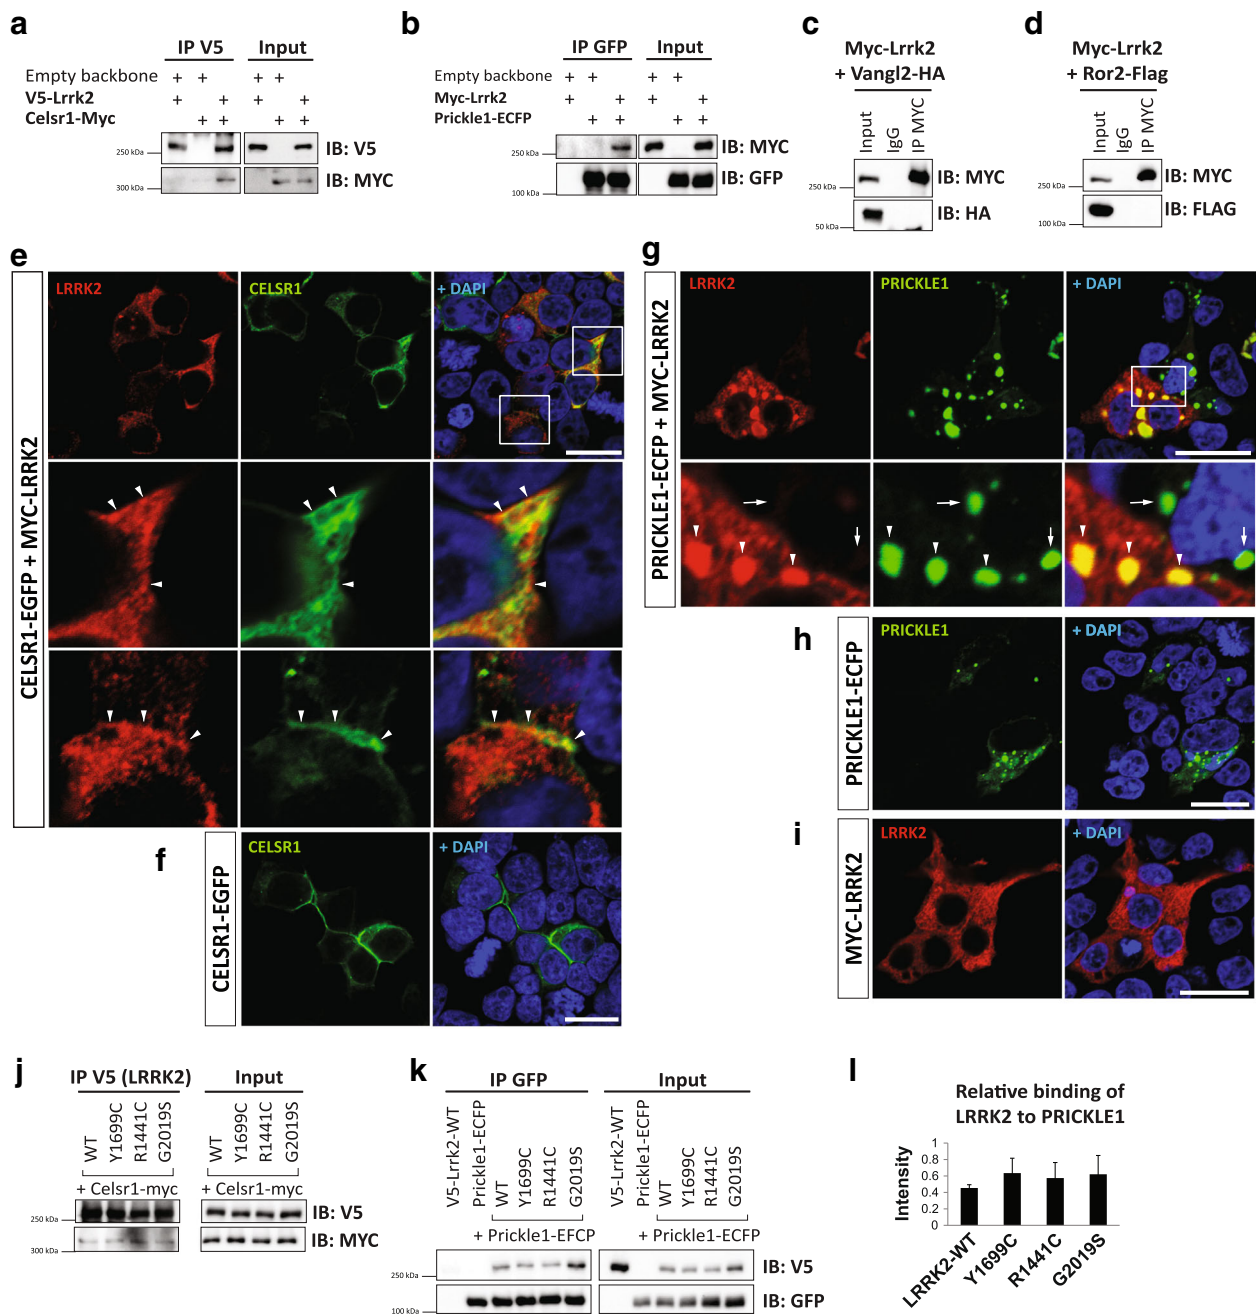 a
IP V5
Input
Empty backbone + + + +
V5-Lrrk2 + + + +
Celsr1-Myc + + + +
250 kDa
IB: V5
300 kDa
IB: MYC
b
IP GFP
Input
Empty backbone + + + +
Myc-Lrrk2 + + + +
Prickle1-ECFP + + + +
250 kDa
IB: MYC
100 kDa
IB: GFP
c
Myc-Lrrk2
+ Vangl2-HA
Input
IgG
IP MYC
250 kDa
IB: MYC
50 kDa
IB: HA
d
Myc-Lrrk2
+ Ror2-Flag
Input
IgG
IP MYC
250 kDa
IB: MYC
100 kDa
IB: FLAG
e
CELSR1-EGFP + MYC-LRRK2
LRRK2
CELSR1
+ DAPI
f
CELSR1-EGFP
CELSR1
+ DAPI
g
PRICKLE1-ECFP + MYC-LRRK2
LRRK2
PRICKLE1
+ DAPI
h
PRICKLE1-ECFP
PRICKLE1
+ DAPI
i
MYC-LRRK2
LRRK2
+ DAPI
j
IP V5 (LRRK2)
Input
WT
Y1699C
R1441C
G2019S
WT
Y1699C
R1441C
G2019S
+ Celsr1-myc
+ Celsr1-myc
250 kDa
IB: V5
300 kDa
IB: MYC
k
IP GFP
Input
V5-Lrrk2-WT
Prickle1-ECFP
WT
Y1699C
R1441C
G2019S
V5-Lrrk2-WT
Prickle1-ECFP
WT
Y1699C
R1441C
G2019S
+ Prickle1-EFCP
+ Prickle1-ECFP
250 kDa
IB: V5
100 kDa
IB: GFP
l
Relative binding of
LRRK2 to PRICKLE1
Intensity
1
0.8
0.6
0.4
0.2
0
LRRK2-WT
Y1699C
R1441C
G2019S